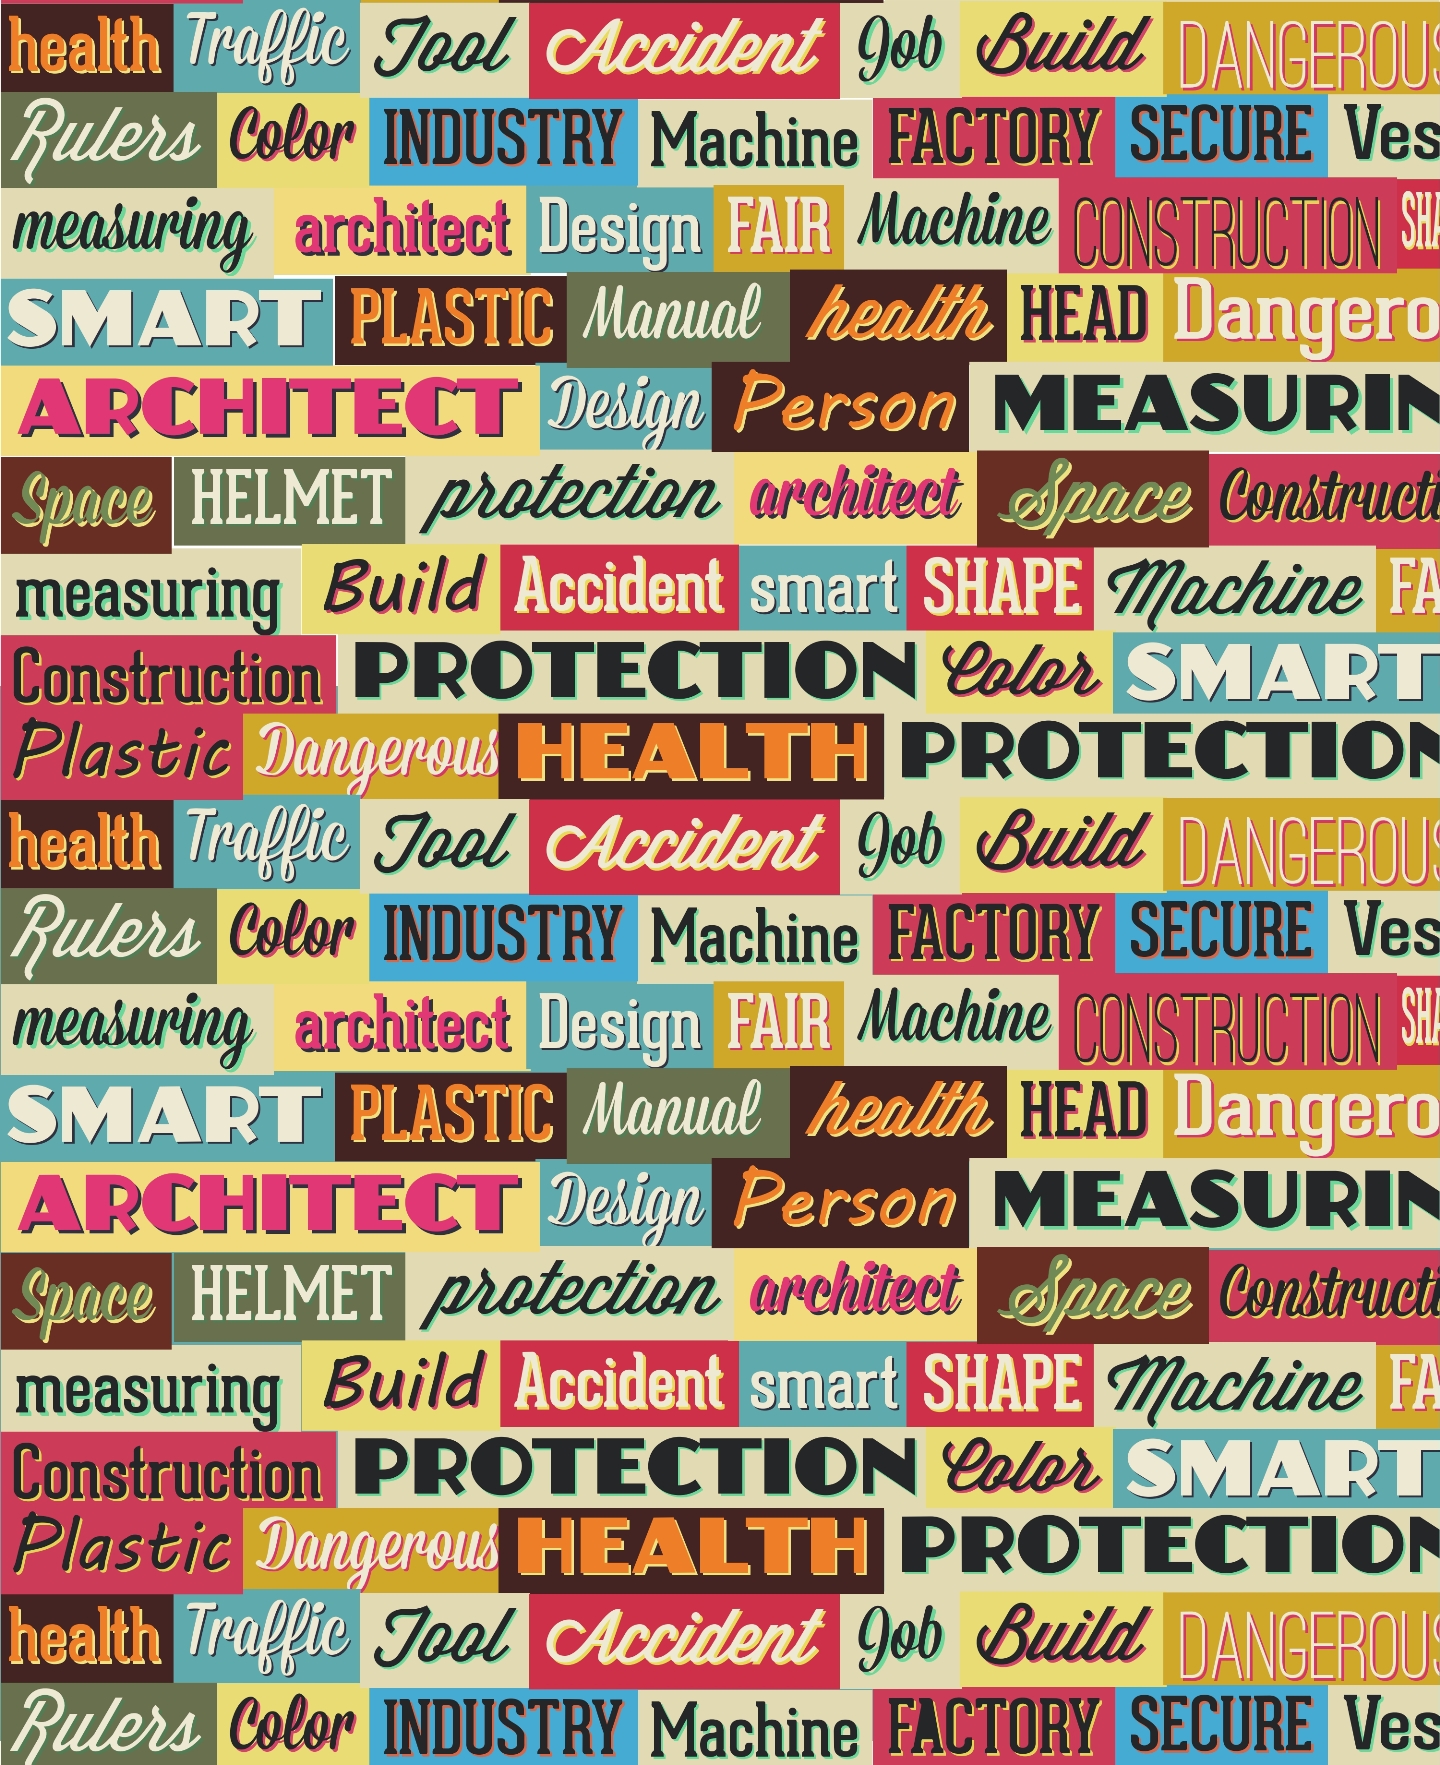 health Traffic Tool Accident Job Build DANGEROUS
Rulers Color INDUSTRY Machine FACTORY SECURE Ves
measuring architect Design FAIR Machine CONSTRUCTION SHA
SMART PLASTIC Manual health HEAD Dangero
ARCHITECT Design Person MEASURIN
Space HELMET protection architect Space Constructi
measuring Build Accident smart SHAPE Machine FA
Construction PROTECTION Color SMART
Plastic Dangerous HEALTH PROTECTION
health Traffic Tool Accident Job Build DANGEROUS
Rulers Color INDUSTRY Machine FACTORY SECURE Ves
measuring architect Design FAIR Machine CONSTRUCTION SHA
SMART PLASTIC Manual health HEAD Dangero
ARCHITECT Design Person MEASURIN
Space HELMET protection architect Space Constructi
measuring Build Accident smart SHAPE Machine FA
Construction PROTECTION Color SMART
Plastic Dangerous HEALTH PROTECTION
health Traffic Tool Accident Job Build DANGEROUS
Rulers Color INDUSTRY Machine FACTORY SECURE Ves